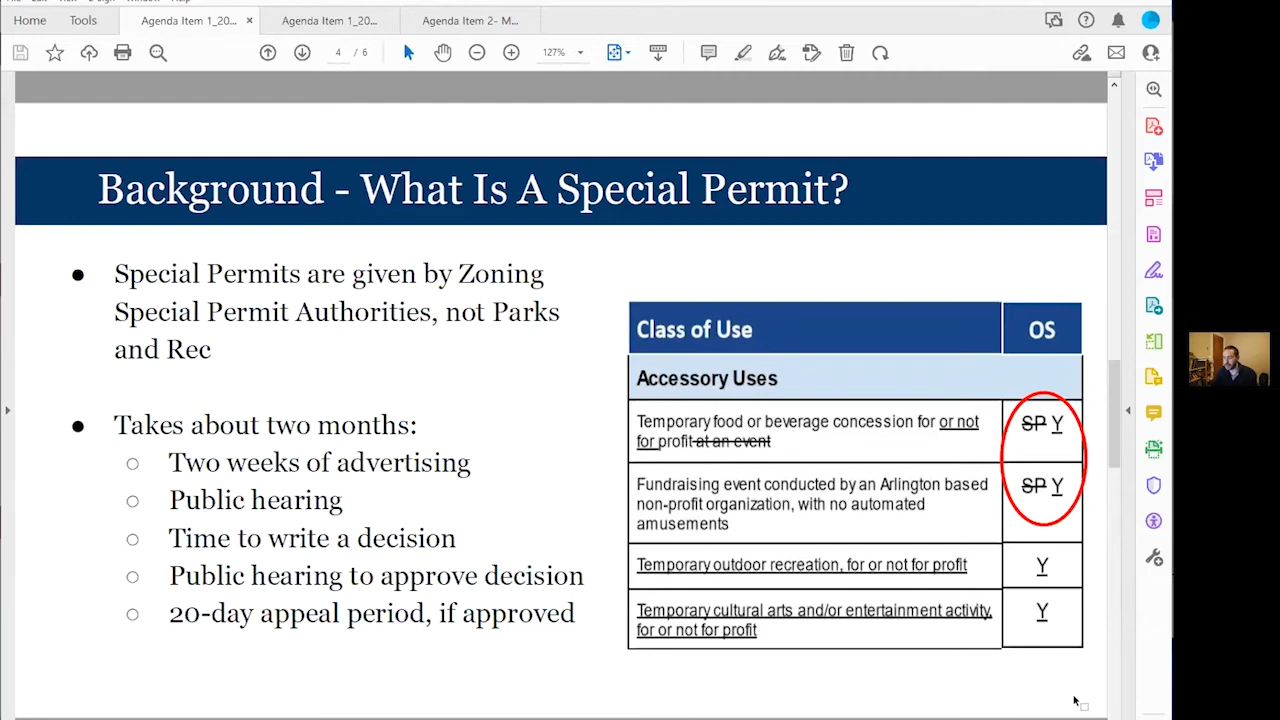 Home
Tools
Agenda Item 1_20...
×
Agenda Item 1_20...
Agenda Item 2- M...
4 / 6
127%
Background - What Is A Special Permit?
● Special Permits are given by Zoning
Special Permit Authorities, not Parks
and Rec
● Takes about two months:
○ Two weeks of advertising
○ Public hearing
○ Time to write a decision
○ Public hearing to approve decision
○ 20-day appeal period, if approved
Class of Use OS
Accessory Uses
Temporary food or beverage concession for or not
for profit at an event
SP Y
Fundraising event conducted by an Arlington based
non-profit organization, with no automated
amusements
SP Y
Temporary outdoor recreation, for or not for profit Y
Temporary cultural arts and/or entertainment activity,
for or not for profit
Y